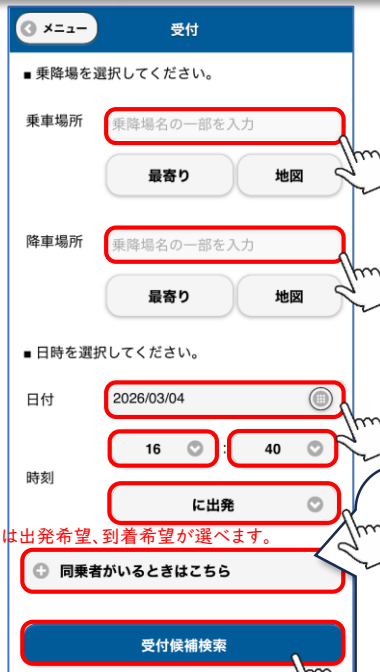 メニュー 受付
■ 乗降場を選択してください。
乗車場所 乗降場名の一部を入力
最寄り 地図
降車場所 乗降場名の一部を入力
最寄り 地図
■ 日時を選択してください。
日付 2026/03/04
16 : 40
時刻
に出発
は出発希望、到着希望が選べます。
同乗者がいるときはこちら
受付候補検索